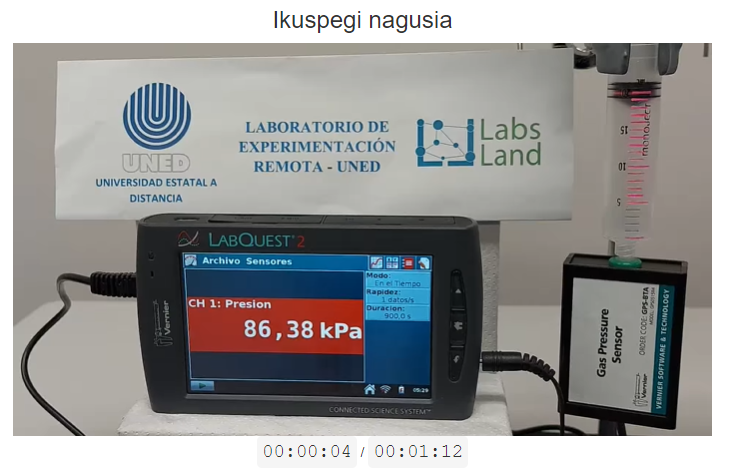 Ikuspegi nagusia
UNED
UNIVERSIDAD ESTATAL A
DISTANCIA
LABORATORIO DE
EXPERIMENTACIÓN
REMOTA - UNED
Labs
Land
monoject
15
10
5
LABQUEST 2
Archivo Sensores
Modo
En el Tiempo
Rapidez:
1 datos/s
Duración:
900,0 s
CH 1: Presion
86,38 kPa
05:29
Vernier
CONNECTED SCIENCE SYSTEM™
Gas Pressure
Sensor
ORDER CODE: GPS-BTA
Vernier
VERNIER SOFTWARE & TECHNOLOGY
00:00:04 / 00:01:12